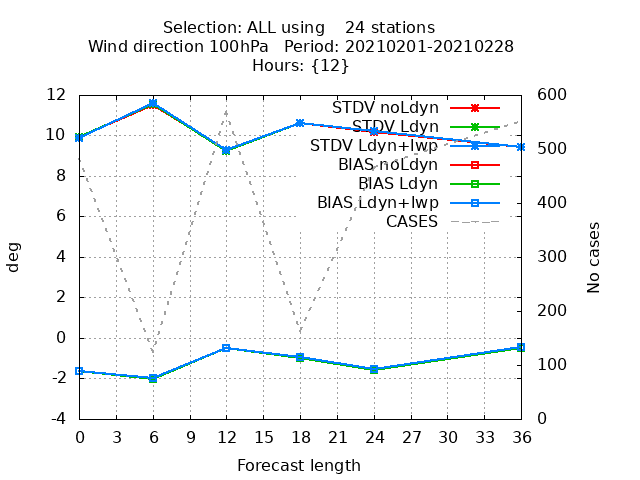 Selection: ALL using    24 stations
Wind direction 100hPa   Period: 20210201-20210228
Hours: {12}
12 600
STDV noLdyn
STDV Ldyn
10 500
STDV Ldyn+lwp
BIAS noLdyn
8
BIAS Ldyn
400
BIAS Ldyn+lwp
6
CASES
deg
No cases
4 300
2
200
0
100
-2
-4 0
0 3 6 9 12 15 18 21 24 27 30 33 36
Forecast length